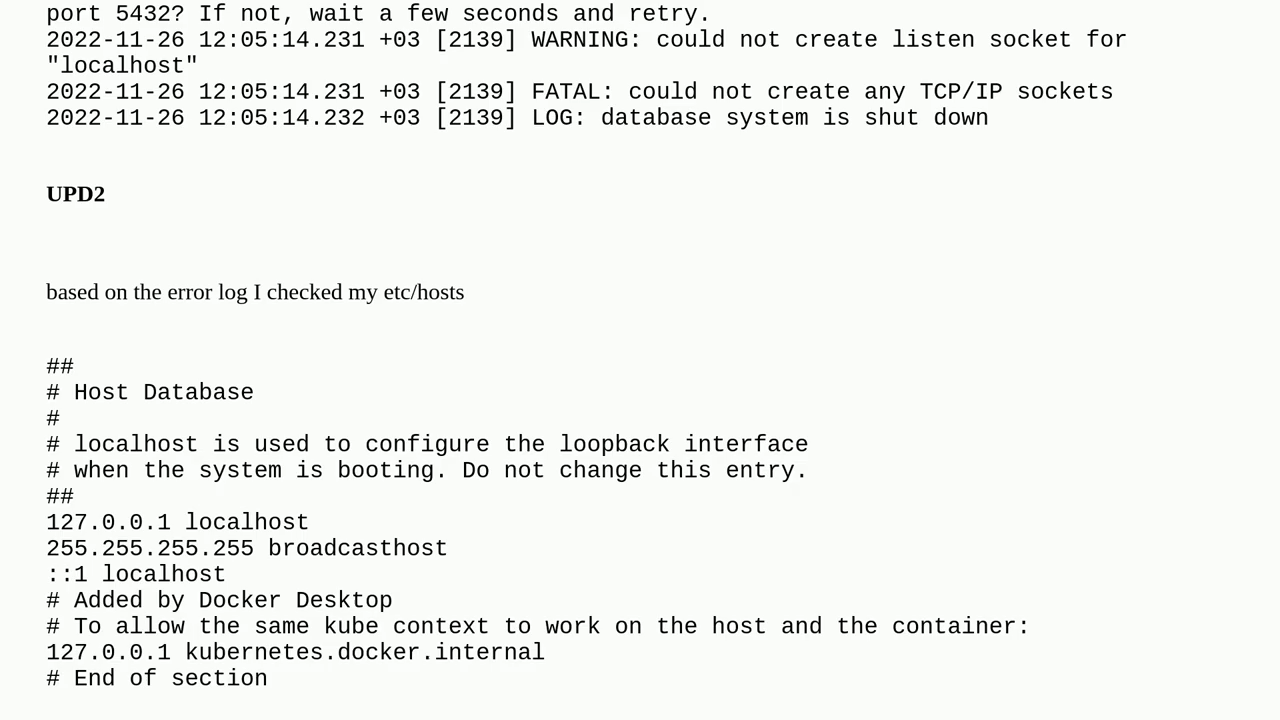 port 5432? If not, wait a few seconds and retry.
2022-11-26 12:05:14.231 +03 [2139] WARNING: could not create listen socket for
"localhost"
2022-11-26 12:05:14.231 +03 [2139] FATAL: could not create any TCP/IP sockets
2022-11-26 12:05:14.232 +03 [2139] LOG: database system is shut down
UPD2
based on the error log I checked my etc/hosts
##
# Host Database
#
# localhost is used to configure the loopback interface
# when the system is booting. Do not change this entry.
##
127.0.0.1 localhost
255.255.255.255 broadcasthost
::1 localhost
# Added by Docker Desktop
# To allow the same kube context to work on the host and the container:
127.0.0.1 kubernetes.docker.internal
# End of section